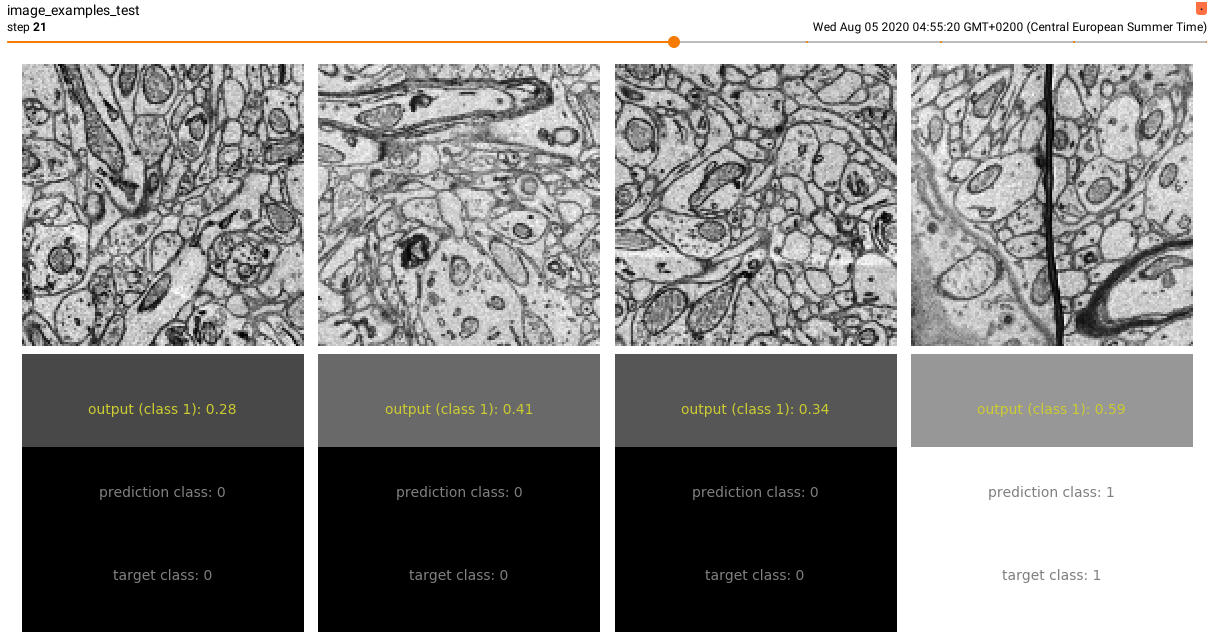 image_examples_test
step 21
Wed Aug 05 2020 04:55:20 GMT+0200 (Central European Summer Time)
output (class 1): 0.28
output (class 1): 0.41
output (class 1): 0.34
output (class 1): 0.59
prediction class: 0
prediction class: 0
prediction class: 0
prediction class: 1
target class: 0
target class: 0
target class: 0
target class: 1